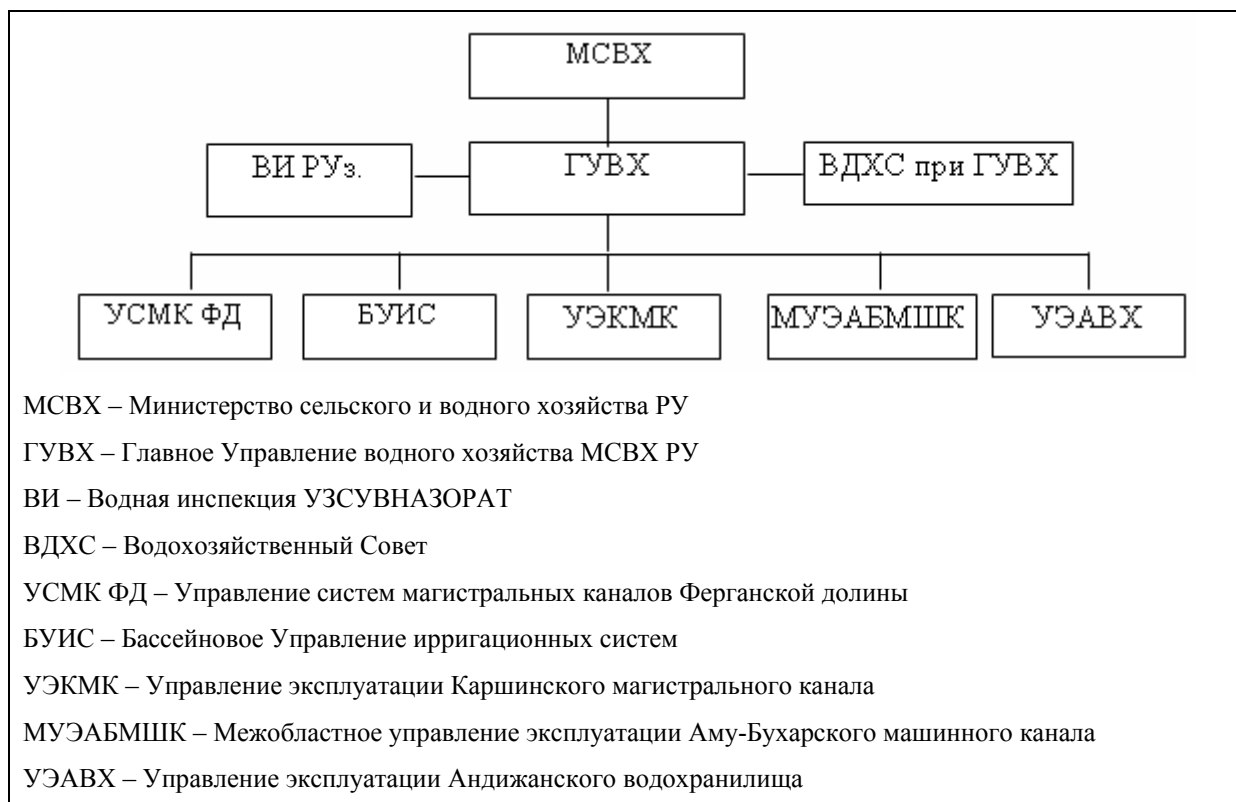 МСВХ
ВИ РУз.
ГУВХ
ВДХС при ГУВХ
УСМК ФД
БУИС
УЭКМК
МУЭАБМШК
УЭАВХ
МСВХ – Министерство сельского и водного хозяйства РУ
ГУВХ – Главное Управление водного хозяйства МСВХ РУ
ВИ – Водная инспекция УЗСУВНАЗОРАТ
ВДХС – Водохозяйственный Совет
УСМК ФД – Управление систем магистральных каналов Ферганской долины
БУИС – Бассейновое Управление ирригационных систем
УЭКМК – Управление эксплуатации Каршинского магистрального канала
МУЭАБМШК – Межобластное управление эксплуатации Аму-Бухарского машинного канала
УЭАВХ – Управление эксплуатации Андижанского водохранилища